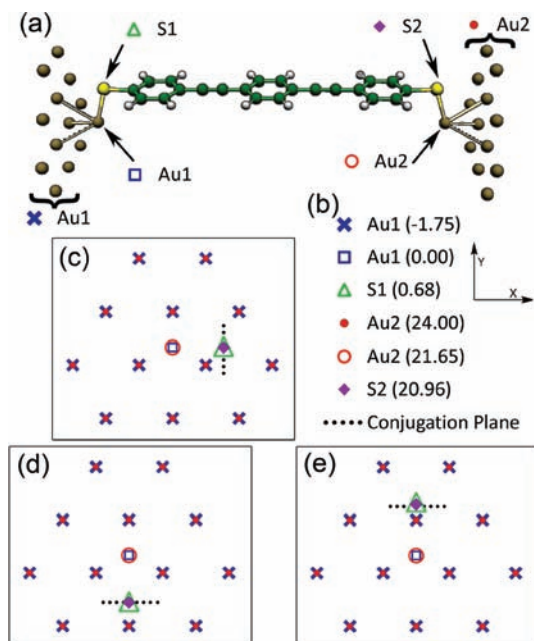 (a)
S1
S2
Au2
Au1
Au2
Au1
(b)
Au1 (-1.75)
Au1 (0.00)
S1 (0.68)
Au2 (24.00)
Au2 (21.65)
S2 (20.96)
Conjugation Plane
Y
X
(c)
(d)
(e)